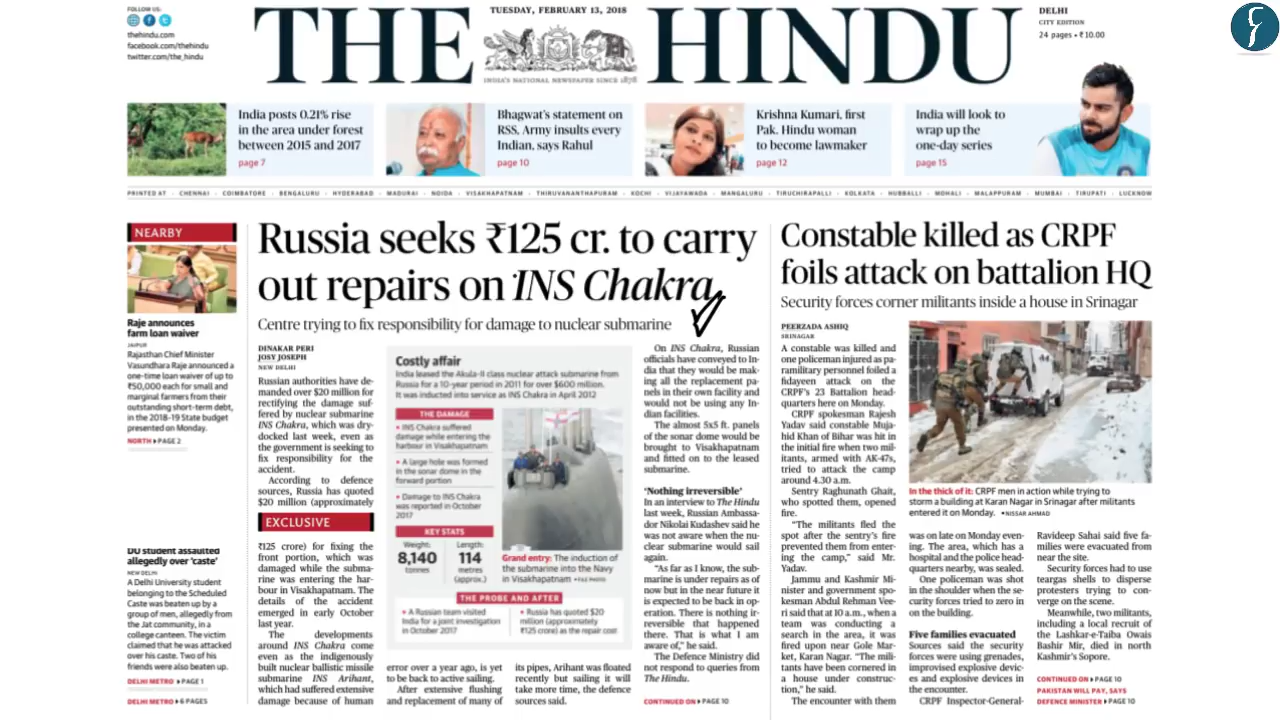 FOLLOW US:
thehindu.com
facebook.com/thehindu
twitter.com/the_hindu
THE HINDU
TUESDAY, FEBRUARY 13, 2018
INDIA'S NATIONAL NEWSPAPER SINCE 1878
DELHI
CITY EDITION
24 pages • ₹10.00
India posts 0.21% rise
in the area under forest
between 2015 and 2017
page 7
Bhagwat's statement on
RSS, Army insults every
Indian, says Rahul
page 10
Krishna Kumari, first
Pak. Hindu woman
to become lawmaker
page 12
India will look to
wrap up the
one-day series
page 15
PRINTED AT • CHENNAI • COIMBATORE • BENGALURU • HYDERABAD • MADURAI • NOIDA • VISAKHAPATNAM • THIRUVANANTHAPURAM • KOCHI • VIJAYAWADA • MANGALURU • TIRUCHIRAPALLI • KOLKATA • HUBBALLI • MOHALI • MALAPPURAM • MUMBAI • TIRUPATI • LUCKNOW
NEARBY
Raje announces
farm loan waiver
JAIPUR
Rajasthan Chief Minister
Vasundhara Raje announced a
one-time loan waiver of up to
₹50,000 each for small and
marginal farmers from their
outstanding short-term debt,
in the 2018-19 State budget
presented on Monday.
NORTH ▸ PAGE 2
DU student assaulted
allegedly over 'caste'
NEW DELHI
A Delhi University student
belonging to the Scheduled
Caste was beaten up by a
group of men, allegedly from
the Jat community, in a
college canteen. The victim
claimed that he was attacked
over his caste. Two of his
friends were also beaten up.
DELHI METRO ▸ PAGE 1
DELHI METRO ▸ 6 PAGES
Russia seeks ₹125 cr. to carry
out repairs on INS Chakra
Centre trying to fix responsibility for damage to nuclear submarine
DINAKAR PERI
JOSY JOSEPH
NEW DELHI
Russian authorities have de-
manded over $20 million for
rectifying the damage suf-
fered by nuclear submarine
INS Chakra, which was dry-
docked last week, even as
the government is seeking to
fix responsibility for the
accident.
According to defence
sources, Russia has quoted
$20 million (approximately
EXCLUSIVE
₹125 crore) for fixing the
front portion, which was
damaged while the subma-
rine was entering the har-
bour in Visakhapatnam. The
details of the accident
emerged in early October
last year.
The developments
around INS Chakra come
even as the indigenously
built nuclear ballistic missile
submarine INS Arihant,
which had suffered extensive
damage because of human
Costly affair
India leased the Akula-II class nuclear attack submarine from
Russia for a 10-year period in 2011 for over $600 million.
It was inducted into service as INS Chakra in April 2012
THE DAMAGE
• INS Chakra suffered
damage while entering the
harbour in Visakhapatnam
• A large hole was formed
in the sonar dome in the
forward portion
• Damage to INS Chakra
was reported in October
2017
KEY STATS
Weight:
8,140
tonnes
Length:
114
metres
(approx.)
Grand entry: The induction of
the submarine into the Navy
in Visakhapatnam • FILE PHOTO
THE PROBE AND AFTER
• A Russian team visited
India for a joint investigation
in October 2017
• Russia has quoted $20
million (approximately
₹125 crore) as the repair cost
error over a year ago, is yet
to be back to active sailing.
After extensive flushing
and replacement of many of
its pipes, Arihant was floated
recently but sailing it will
take more time, the defence
sources said.
On INS Chakra, Russian
officials have conveyed to In-
dia that they would be mak-
ing all the replacement pa-
nels in their own facility and
would not be using any In-
dian facilities.
The almost 5x5 ft. panels
of the sonar dome would be
brought to Visakhapatnam
and fitted on to the leased
submarine.
'Nothing irreversible'
In an interview to The Hindu
last week, Russian Ambassa-
dor Nikolai Kudashev said he
was not aware when the nu-
clear submarine would sail
again.
"As far as I know, the sub-
marine is under repairs as of
now but in the near future it
is expected to be back in op-
eration. There is nothing ir-
reversible that happened
there. That is what I am
aware of," he said.
The Defence Ministry did
not respond to queries from
The Hindu.
CONTINUED ON ▸ PAGE 10
Constable killed as CRPF
foils attack on battalion HQ
Security forces corner militants inside a house in Srinagar
PEERZADA ASHIQ
SRINAGAR
A constable was killed and
one policeman injured as pa-
ramilitary personnel foiled a
fidayeen attack on the
CRPF's 23 Battalion head-
quarters here on Monday.
CRPF spokesman Rajesh
Yadav said constable Muja-
hid Khan of Bihar was hit in
the initial fire when two mil-
itants, armed with AK-47s,
tried to attack the camp
around 4.30 a.m.
Sentry Raghunath Ghait,
who spotted them, opened
fire.
"The militants fled the
spot after the sentry's fire
prevented them from enter-
ing the camp," said Mr.
Yadav.
Jammu and Kashmir Mi-
nister and government spo-
kesman Abdul Rehman Vee-
ri said that at 10 a.m., when a
team was conducting a
search in the area, it was
fired upon near Gole Mar-
ket, Karan Nagar. "The mili-
tants have been cornered in
a house under construc-
tion," he said.
The encounter with them
In the thick of it: CRPF men in action while trying to
storm a building at Karan Nagar in Srinagar after militants
entered it on Monday. • NISSAR AHMAD
was on late on Monday even-
ing. The area, which has a
hospital and the police head-
quarters nearby, was sealed.
One policeman was shot
in the shoulder when the se-
curity forces tried to zero in
on the building.
Five families evacuated
Sources said the security
forces were using grenades,
improvised explosive devic-
es and explosive devices in
the encounter.
CRPF Inspector-General-
Ravideep Sahai said five fa-
milies were evacuated from
near the site.
Security forces had to use
teargas shells to disperse
protesters trying to con-
verge on the scene.
Meanwhile, two militants,
including a local recruit of
the Lashkar-e-Taiba Owais
Bashir Mir, died in north
Kashmir's Sopore.
CONTINUED ON ▸ PAGE 10
PAKISTAN WILL PAY, SAYS
DEFENCE MINISTER ▸ PAGE 10